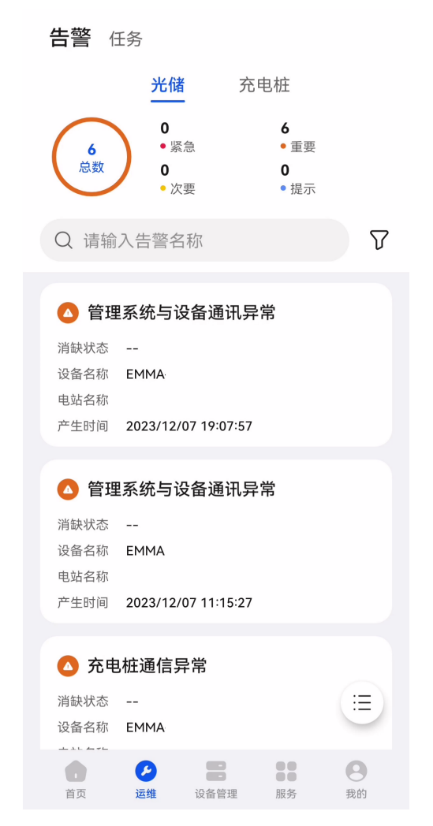 告警 任务
光储 充电桩
6
总数
0
紧急
6
重要
0
次要
0
提示
请输入告警名称
管理系统与设备通讯异常
消缺状态 --
设备名称 EMMA
电站名称
产生时间 2023/12/07 19:07:57
管理系统与设备通讯异常
消缺状态 --
设备名称 EMMA
电站名称
产生时间 2023/12/07 11:15:27
充电桩通信异常
消缺状态 --
设备名称 EMMA
首页 运维 设备管理 服务 我的